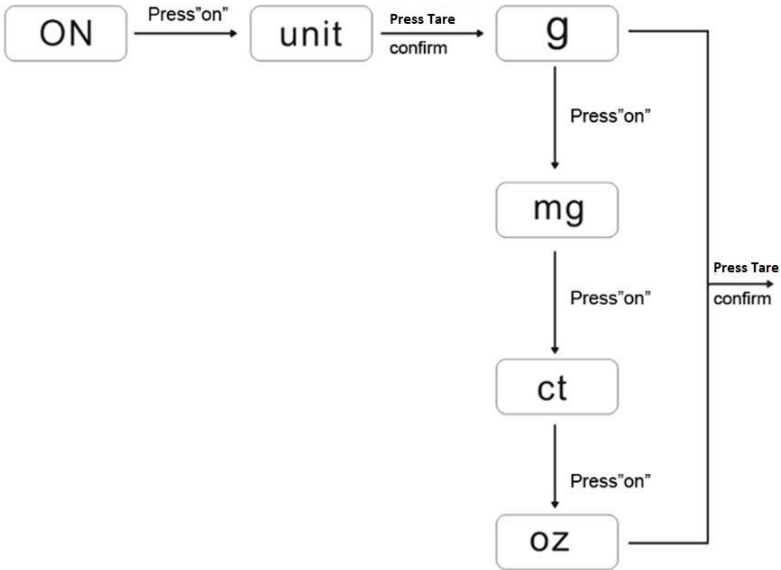 ON
Press"on"
unit
Press Tare
confirm
g
Press"on"
mg
Press"on"
ct
Press"on"
oz
Press Tare
confirm